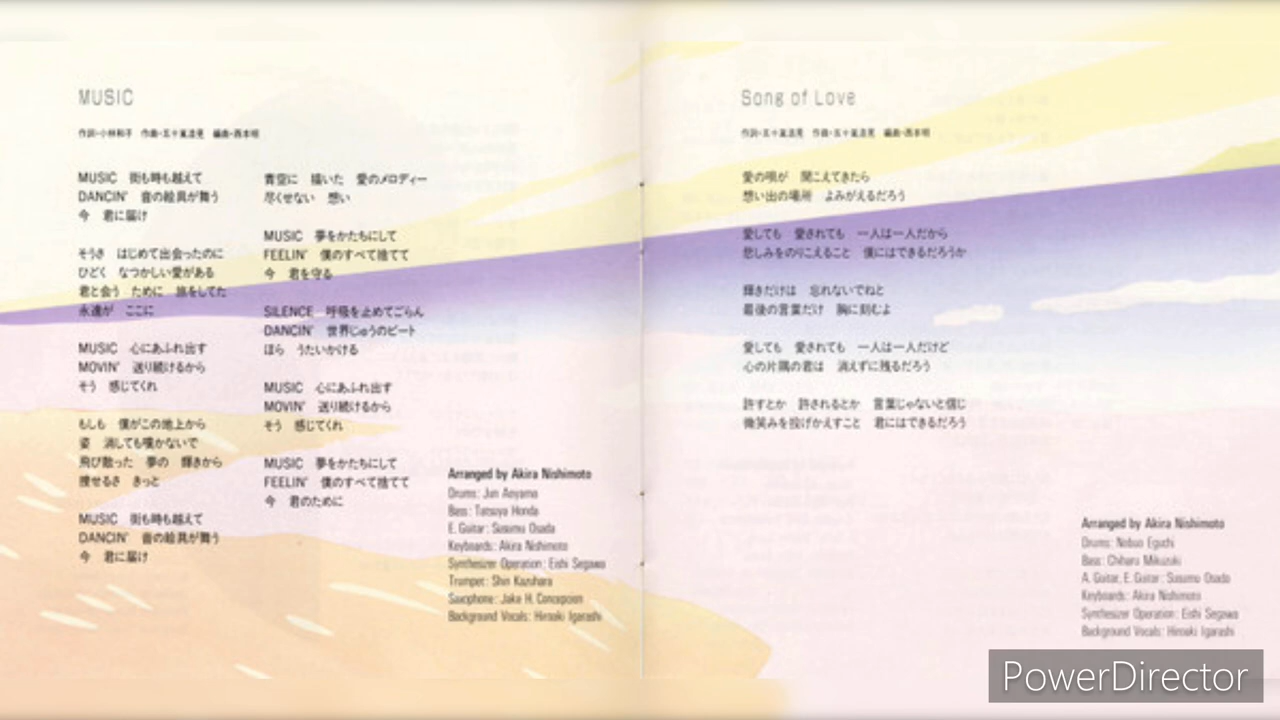 MUSIC
作詞・小林和子 作曲・五十嵐浩晃 編曲・西本明
MUSIC 街も時も越えて
DANCIN' 音の絵具が舞う
今 君に届け
そうさ はじめて出会ったのに
ひどく なつかしい愛がある
君と会う ために 旅をしてた
永遠が ここに
MUSIC 心にあふれ出す
MOVIN' 送り続けるから
そう 感じてくれ
もしも 僕がこの地上から
姿 消しても嘆かないで
飛び散った 夢の 輝きから
捜せるさ きっと
MUSIC 街も時も越えて
DANCIN' 音の絵具が舞う
今 君に届け
青空に 描いた 愛のメロディー
尽くせない 想い
MUSIC 夢をかたちにして
FEELIN' 僕のすべて捨てて
今 君を守る
SILENCE 呼吸を止めてごらん
DANCIN' 世界じゅうのビート
ほら うたいかける
MUSIC 心にあふれ出す
MOVIN' 送り続けるから
そう 感じてくれ
MUSIC 夢をかたちにして
FEELIN' 僕のすべて捨てて
今 君のために
Arranged by Akira Nishimoto
Drums: Jun Aoyama
Bass: Tatsuya Honda
E. Guitar: Susumu Osada
Keyboards: Akira Nishimoto
Synthesizer Operation: Eishi Segawa
Trumpet: Shin Kazuhara
Saxophone: Jake H. Concepcion
Background Vocals: Hiroaki Igarashi
Song of Love
作詞・五十嵐浩晃 作曲・五十嵐浩晃 編曲・西本明
愛の唄が 聞こえてきたら
想い出の場所 よみがえるだろう
愛しても 愛されても 一人は一人だから
悲しみをのりこえること 僕にはできるだろうか
輝きだけは 忘れないでねと
最後の言葉だけ 胸に刻むよ
愛しても 愛されても 一人は一人だけど
心の片隅の君は 消えずに残るだろう
許すとか 許されるとか 言葉じゃないと信じ
微笑みを投げかえすこと 君にはできるだろう
Arranged by Akira Nishimoto
Drums: Nobuo Eguchi
Bass: Chiharu Mikuzuki
A. Guitar, E. Guitar: Susumu Osada
Keyboards: Akira Nishimoto
Synthesizer Operation: Eishi Segawa
Background Vocals: Hiroaki Igarashi
PowerDirector